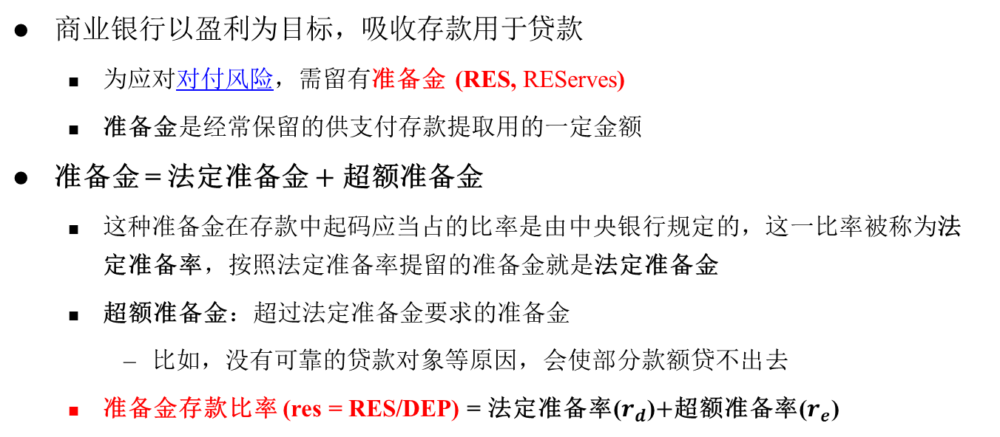 ● 商业银行以盈利为目标，吸收存款用于贷款
■ 为应对对付风险，需留有准备金 (RES, REServes)
■ 准备金是经常保留的供支付存款提取用的一定金额
● 准备金 = 法定准备金 + 超额准备金
■ 这种准备金在存款中起码应当占的比率是由中央银行规定的，这一比率被称为法
定准备率，按照法定准备率提留的准备金就是法定准备金
■ 超额准备金：超过法定准备金要求的准备金
– 比如，没有可靠的贷款对象等原因，会使部分款额贷不出去
■ 准备金存款比率 (res = RES/DEP) = 法定准备率(r_d)+超额准备率(r_e)